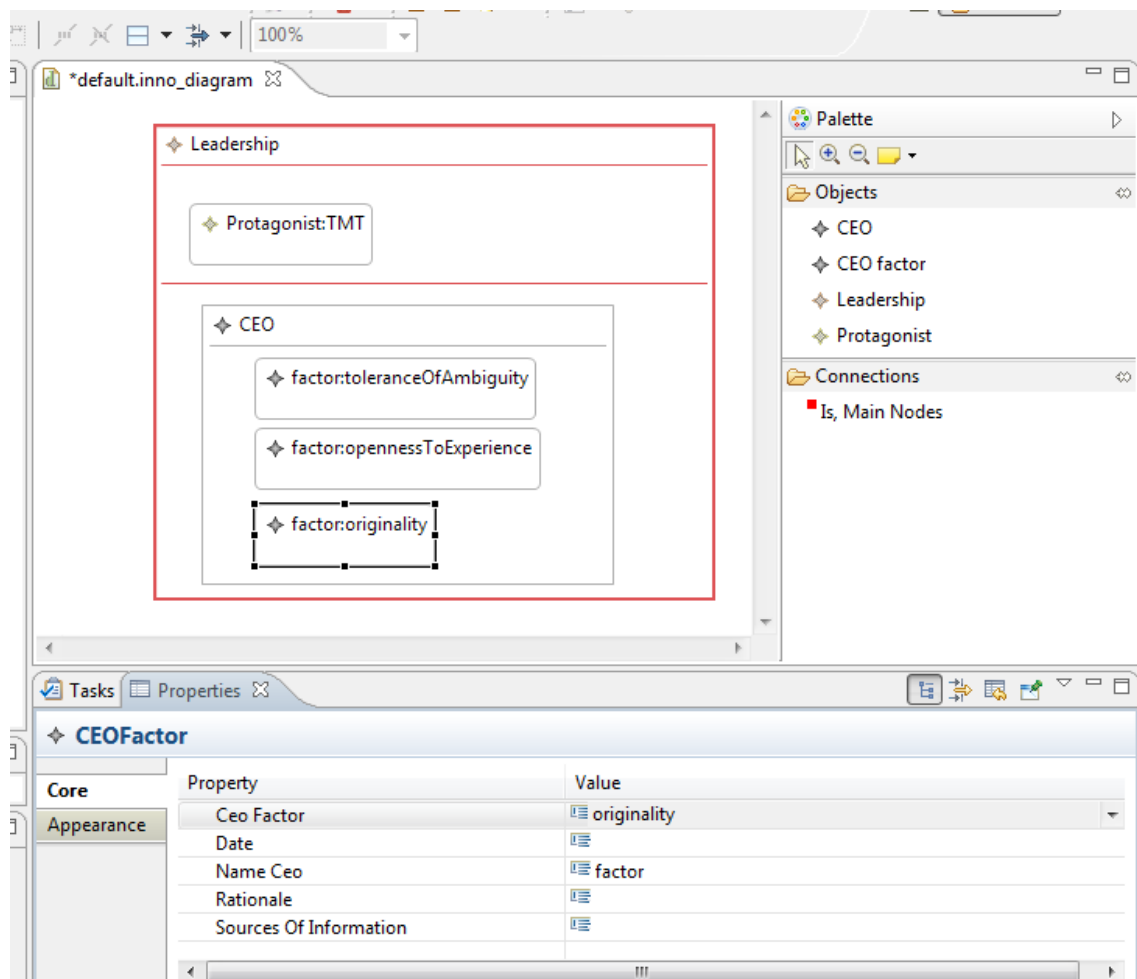 100%
*default.inno_diagram
Leadership
Protagonist:TMT
CEO
factor:toleranceOfAmbiguity
factor:opennessToExperience
factor:originality
Palette
Objects
CEO
CEO factor
Leadership
Protagonist
Connections
Is, Main Nodes
Tasks Properties
CEOFactor
Core
Appearance
Property Value
Ceo Factor originality
Date
Name Ceo factor
Rationale
Sources Of Information